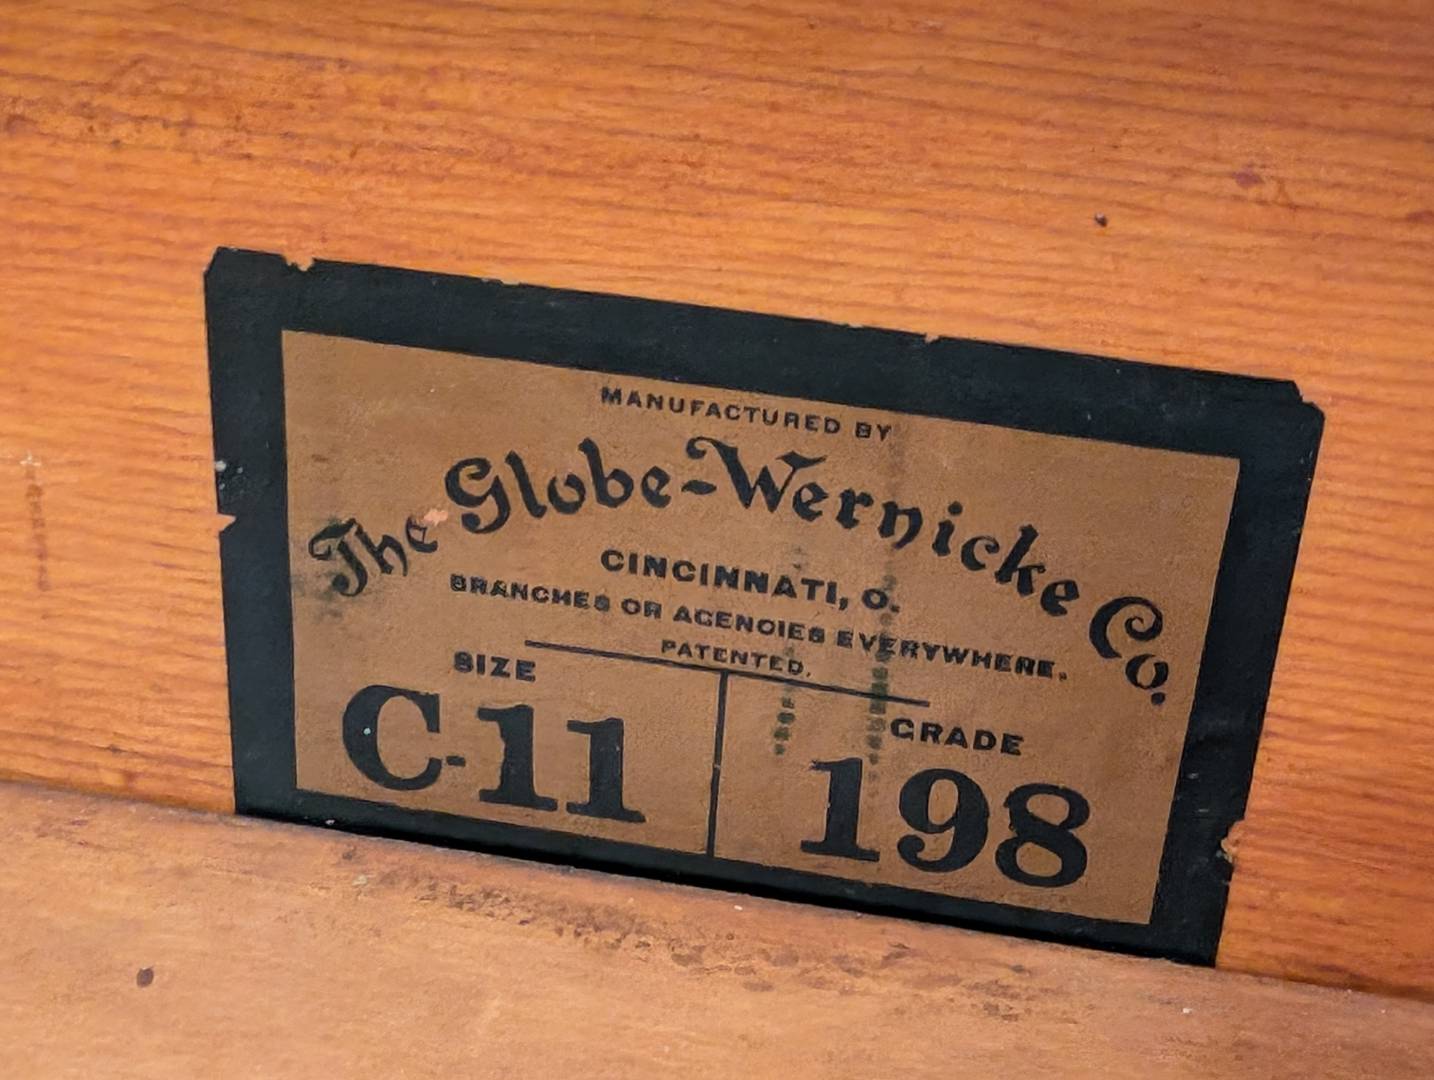 MANUFACTURED BY
The Globe-Wernicke Co.
CINCINNATI, O.
BRANCHES OR AGENCIES EVERYWHERE.
PATENTED.
SIZE
C-11
GRADE
198